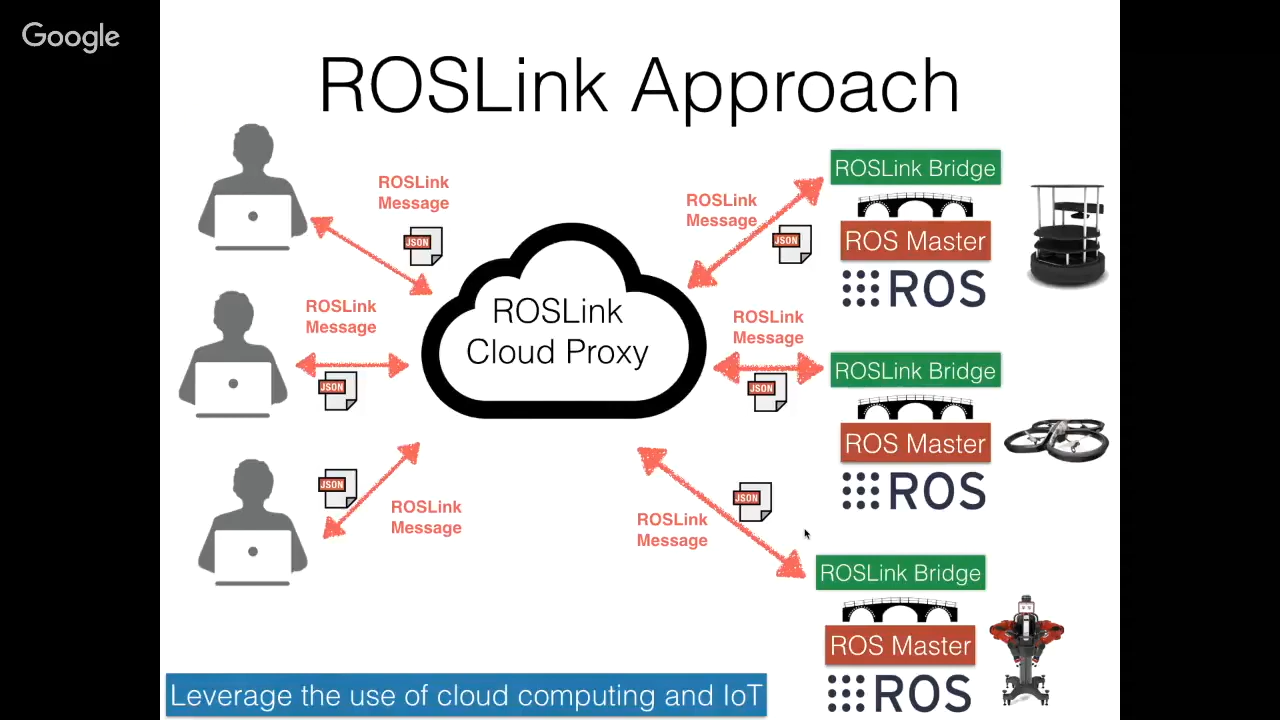 Google
ROSLink Approach
ROSLink
Message
JSON
ROSLink
Message
JSON
ROSLink Bridge
ROS Master
ROS
ROSLink
Message
JSON
ROSLink
Cloud Proxy
ROSLink
Message
JSON
ROSLink Bridge
ROS Master
ROS
JSON
ROSLink
Message
JSON
ROSLink
Message
ROSLink Bridge
ROS Master
ROS
Leverage the use of cloud computing and IoT